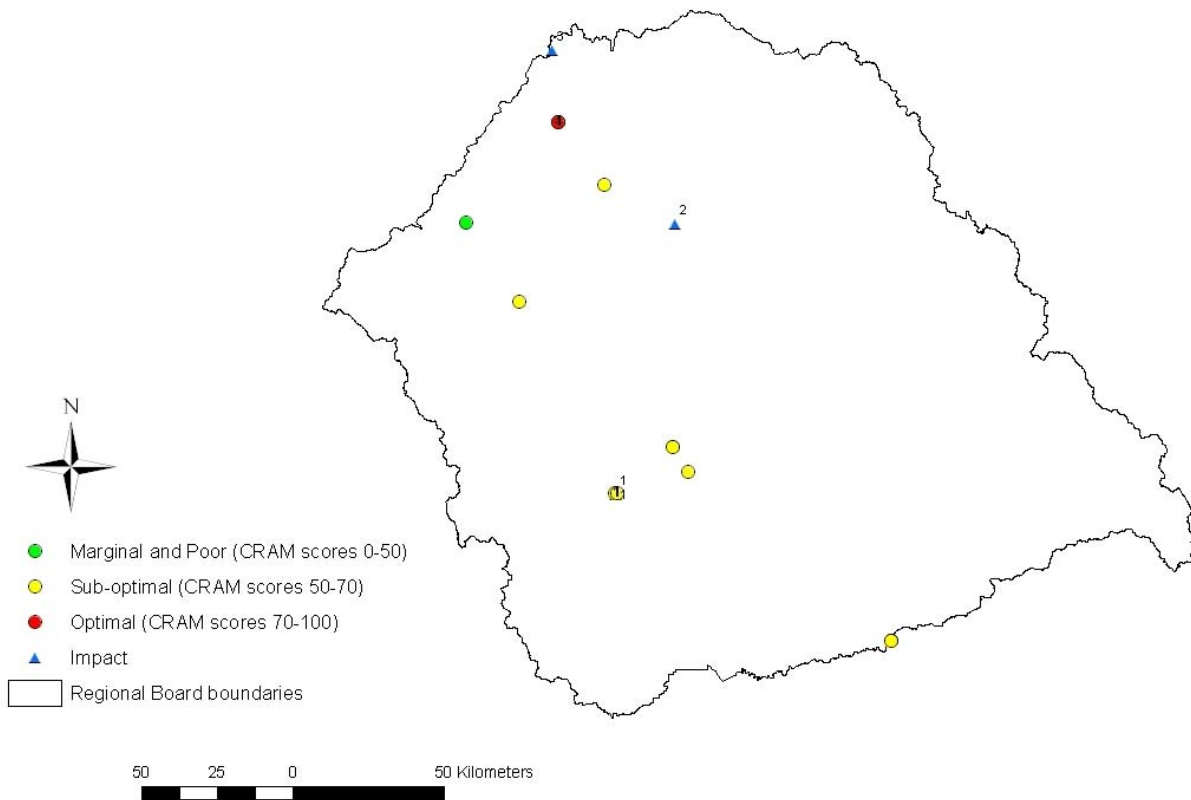 2
1
N
Marginal and Poor (CRAM scores 0-50)
Sub-optimal (CRAM scores 50-70)
Optimal (CRAM scores 70-100)
Impact
Regional Board boundaries
50 25 0 50 Kilometers